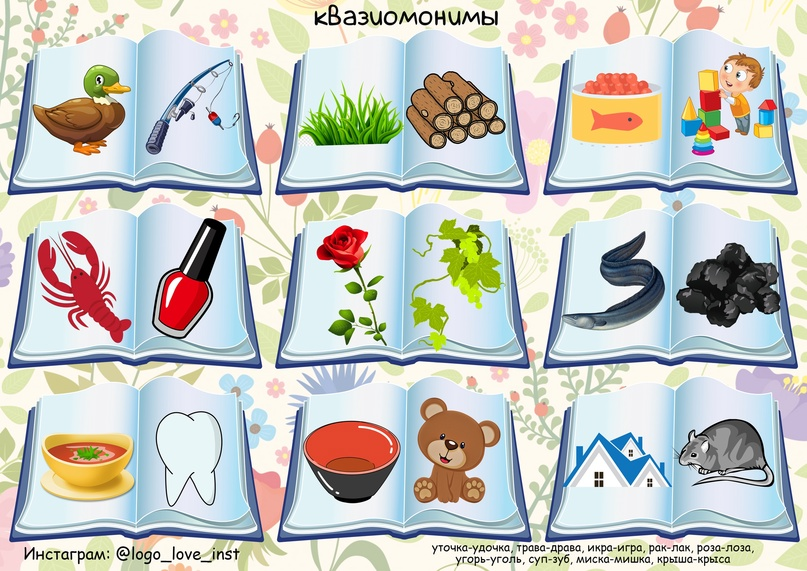 квазиомонимы
Инстаграм: @logo_love_inst
уточка-удочка, трава-драва, икра-игра, рак-лак, роза-лоза,
угорь-уголь, суп-зуб, миска-мишка, крыша-крыса